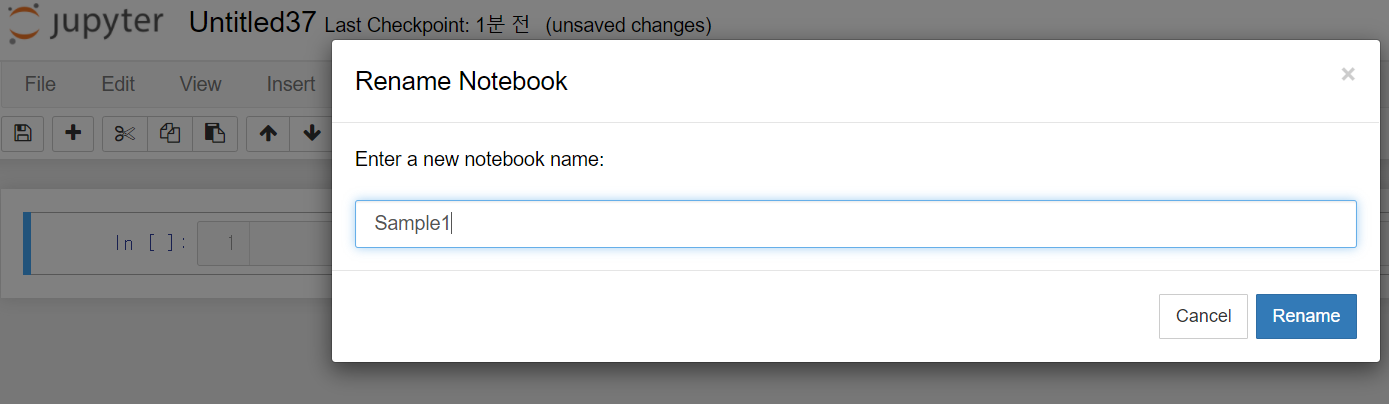 jupyter Untitled37 Last Checkpoint: 1분 전 (unsaved changes)
File Edit View Insert
Rename Notebook ×
Enter a new notebook name:
Sample1
In [ ]: 1
Cancel Rename